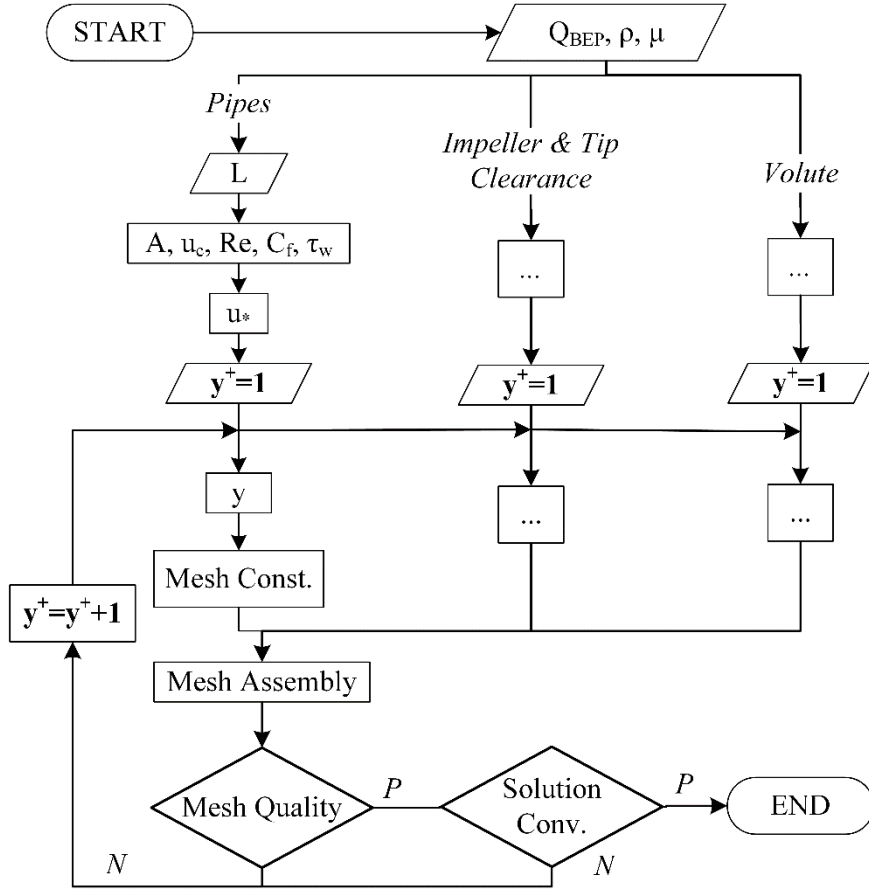 START
Q_BEP, ρ, μ
Pipes
Impeller & Tip
Clearance
Volute
L
A, u_c, Re, C_f, τ_w
...
...
u_*
y⁺=1
y⁺=1
y⁺=1
y
...
...
Mesh Const.
y⁺=y⁺+1
Mesh Assembly
Mesh Quality
P
Solution
Conv.
P
END
N
N